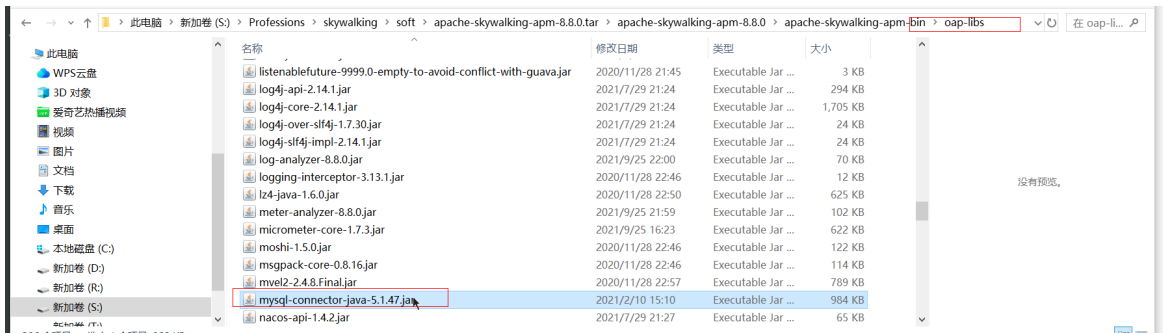 此电脑 > 新加卷 (S:) > Professions > skywalking > soft > apache-skywalking-apm-8.8.0.tar > apache-skywalking-apm-8.8.0 > apache-skywalking-apm-bin > oap-libs
在 oap-li...
此电脑
WPS云盘
3D 对象
爱奇艺热播视频
视频
图片
文档
下载
音乐
桌面
本地磁盘 (C:)
新加卷 (D:)
新加卷 (R:)
新加卷 (S:)
新加卷 (T:)
名称 修改日期 类型 大小
listenablefuture-9999.0-empty-to-avoid-conflict-with-guava.jar 2020/11/28 21:45 Executable Jar ... 3 KB
log4j-api-2.14.1.jar 2021/7/29 21:24 Executable Jar ... 294 KB
log4j-core-2.14.1.jar 2021/7/29 21:24 Executable Jar ... 1,705 KB
log4j-over-slf4j-1.7.30.jar 2021/7/29 21:24 Executable Jar ... 24 KB
log4j-slf4j-impl-2.14.1.jar 2021/7/29 21:24 Executable Jar ... 24 KB
log-analyzer-8.8.0.jar 2021/9/25 22:00 Executable Jar ... 70 KB
logging-interceptor-3.13.1.jar 2020/11/28 22:46 Executable Jar ... 12 KB
lz4-java-1.6.0.jar 2020/11/28 22:50 Executable Jar ... 625 KB
meter-analyzer-8.8.0.jar 2021/9/25 21:59 Executable Jar ... 102 KB
micrometer-core-1.7.3.jar 2021/9/25 16:23 Executable Jar ... 622 KB
moshi-1.5.0.jar 2020/11/28 22:46 Executable Jar ... 122 KB
msgpack-core-0.8.16.jar 2020/11/28 22:46 Executable Jar ... 114 KB
mvel2-2.4.8.Final.jar 2020/11/28 22:57 Executable Jar ... 789 KB
mysql-connector-java-5.1.47.jar 2021/2/10 15:10 Executable Jar ... 984 KB
nacos-api-1.4.2.jar 2021/7/29 21:27 Executable Jar ... 65 KB
没有预览。